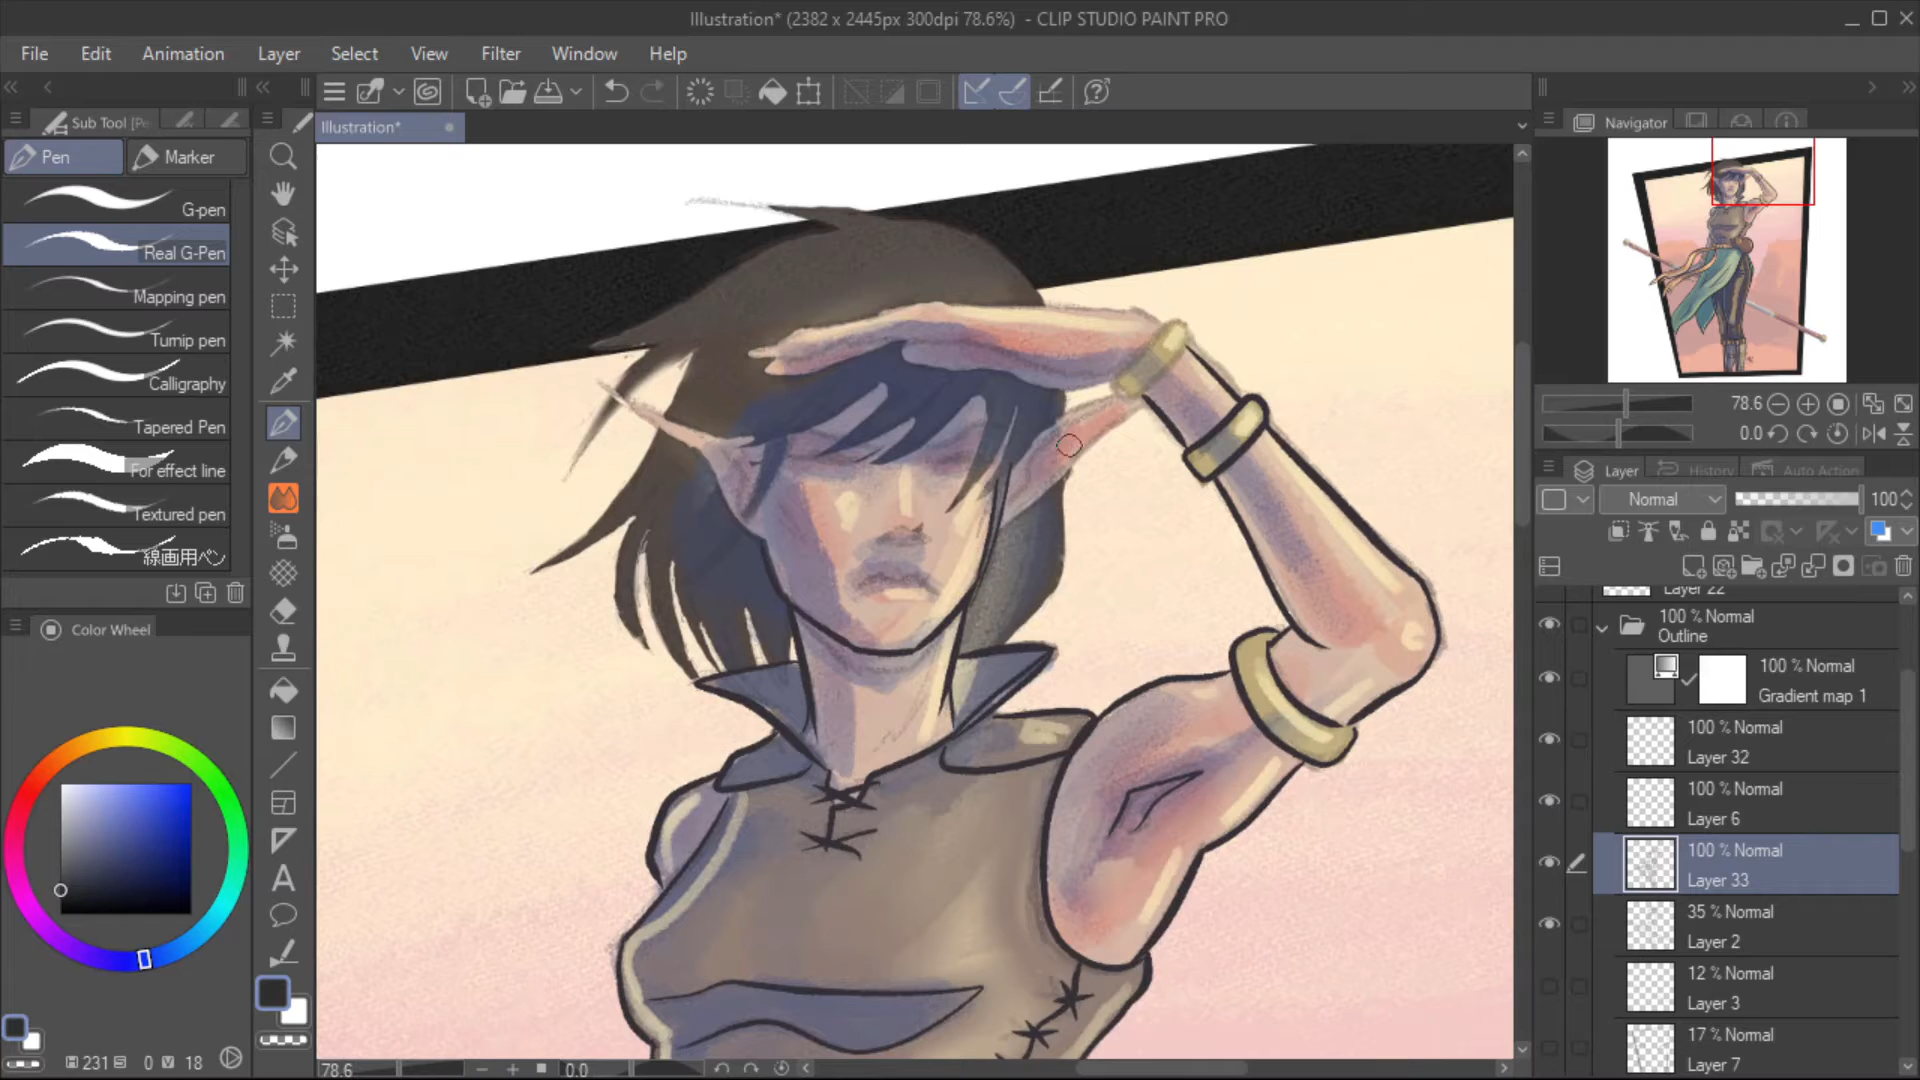 Illustration* (2382 x 2445px 300dpi 78.6%) - CLIP STUDIO PAINT PRO
File Edit Animation Layer Select View Filter Window Help
Sub Tool [Pe
Illustration*
Navigator
Pen
Marker
G-pen
Real G-Pen
Mapping pen
Turnip pen
Calligraphy
Tapered Pen
For effect line
Textured pen
線画用ペン
Color Wheel
H 231 S 0 V 18
78.6
0.0
78.6
0.0
Layer History Auto Action
Normal 100
Layer 22
100 % Normal
Outline
100 % Normal
Gradient map 1
100 % Normal
Layer 32
100 % Normal
Layer 6
100 % Normal
Layer 33
35 % Normal
Layer 2
12 % Normal
Layer 3
17 % Normal
Layer 7